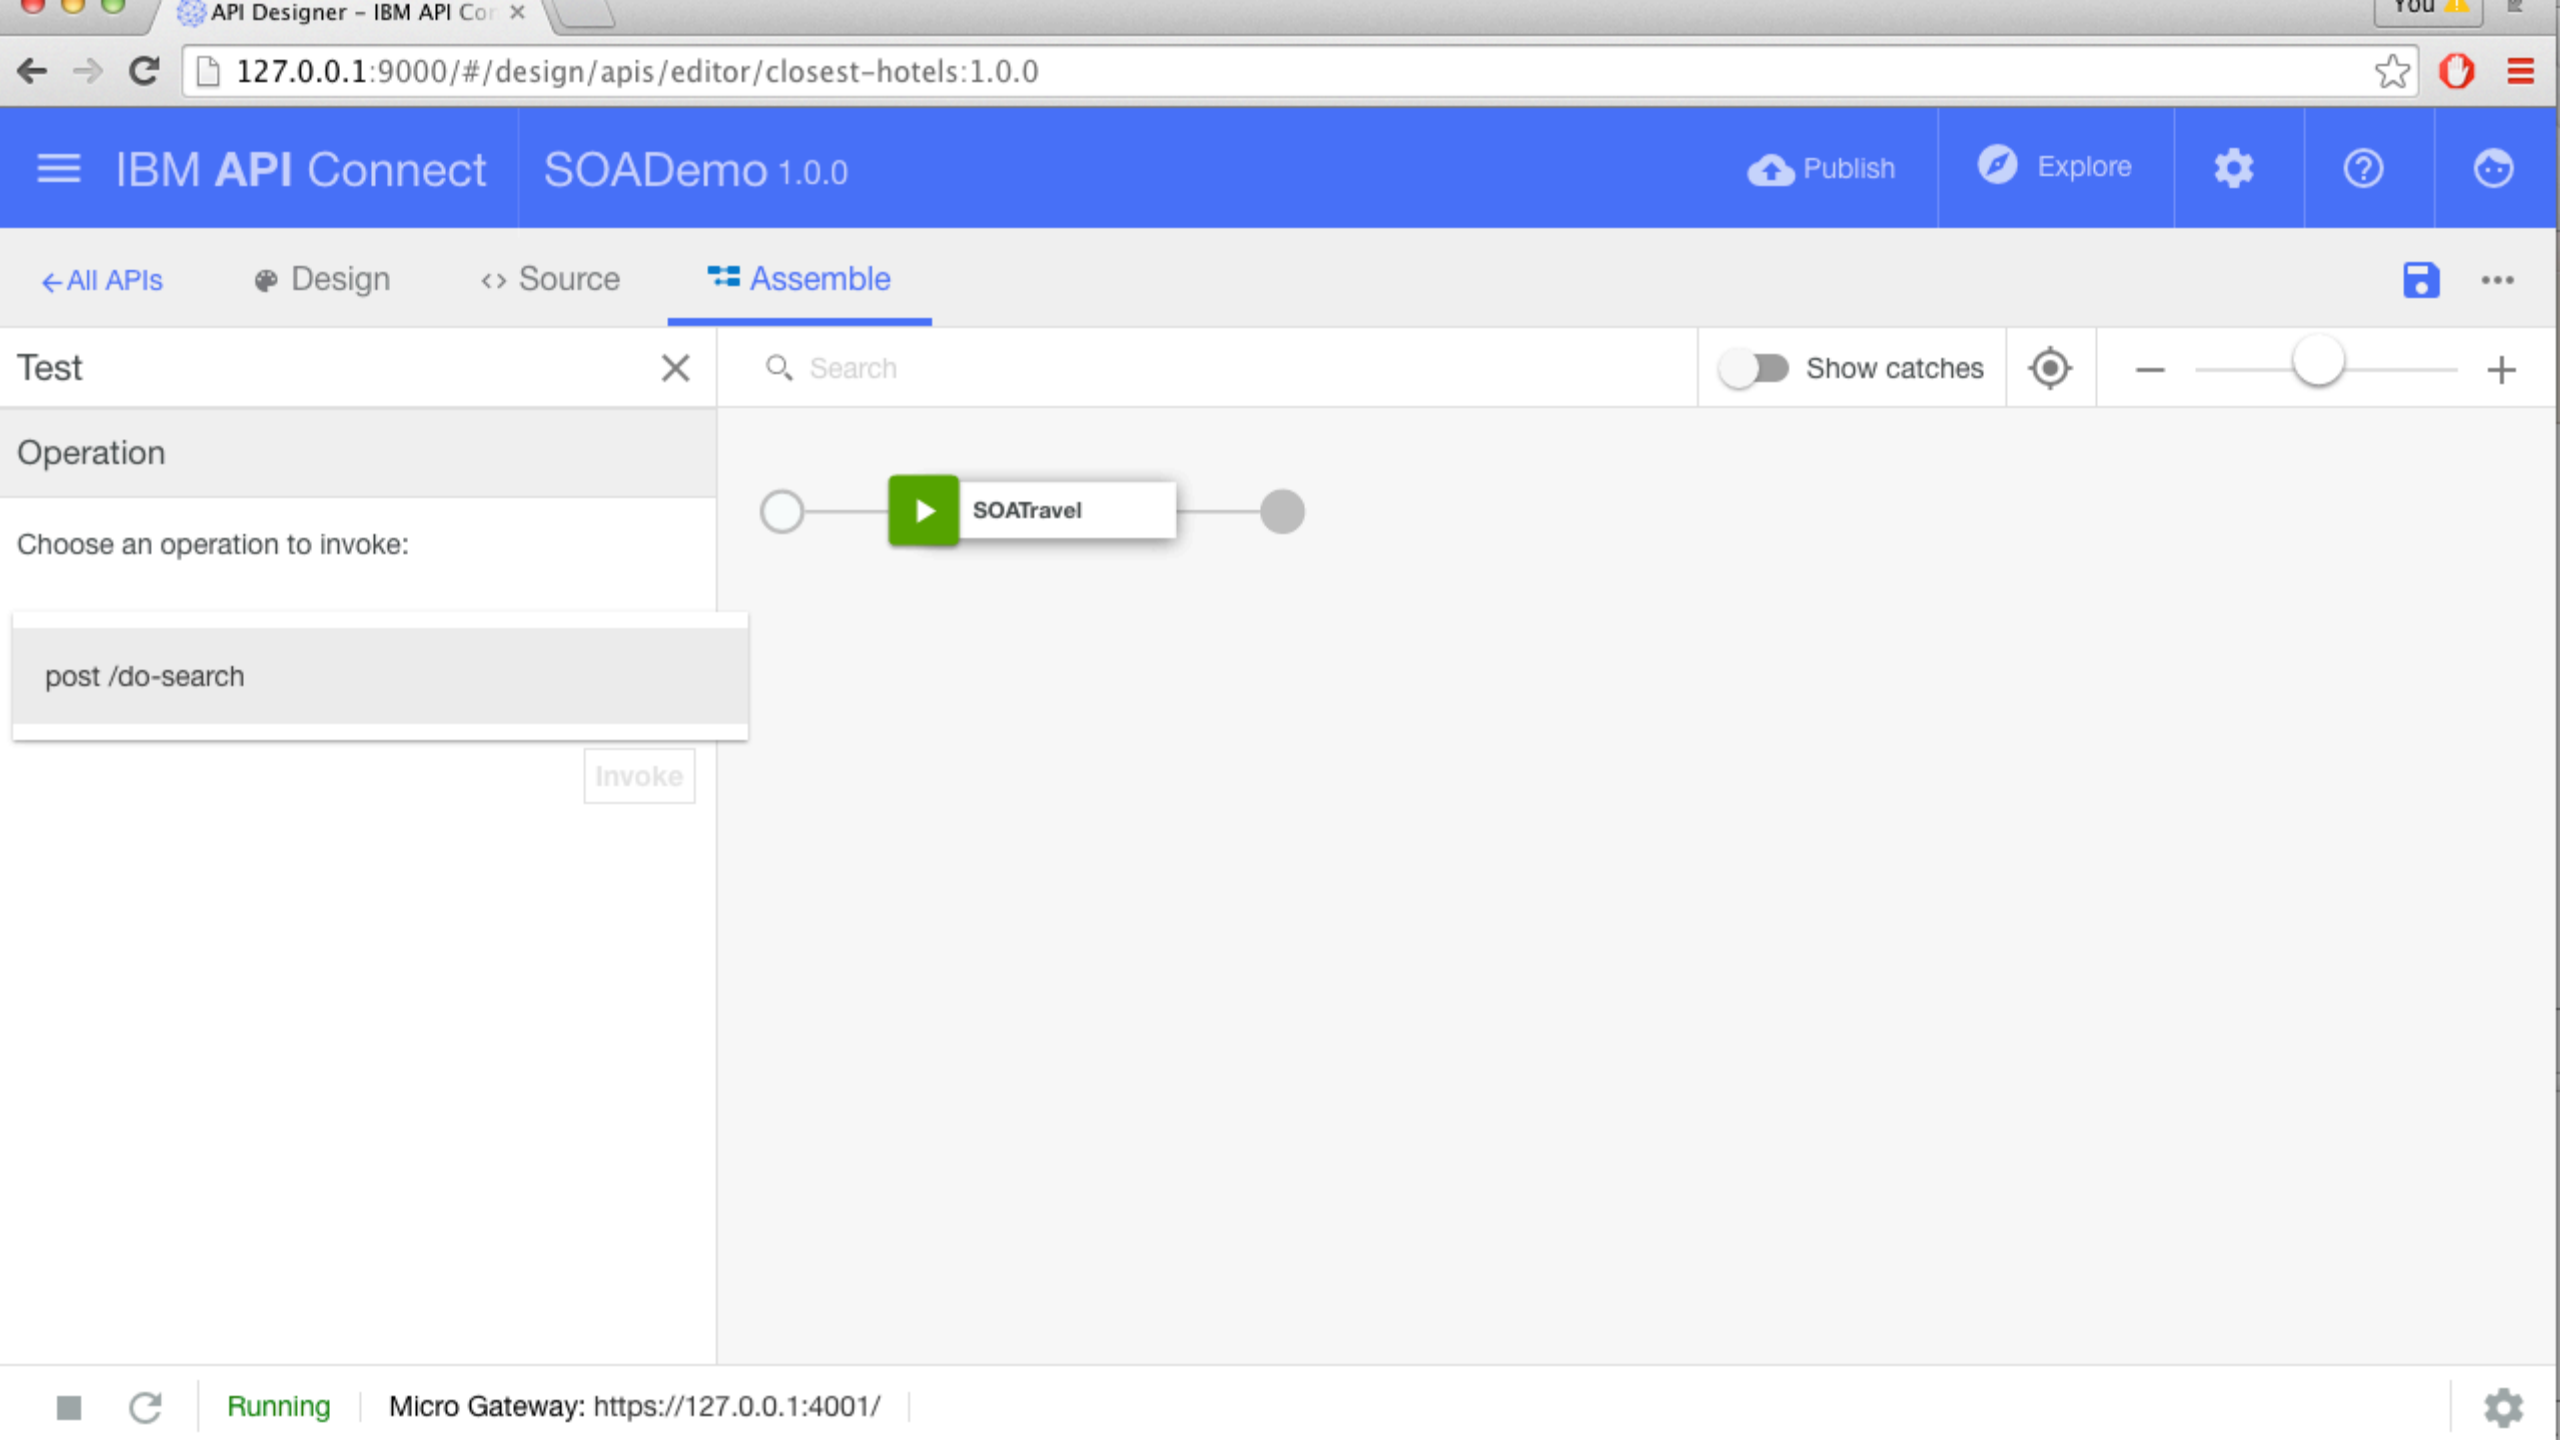 API Designer – IBM API Con
You
127.0.0.1:9000/#/design/apis/editor/closest-hotels:1.0.0
IBM API Connect
SOADemo 1.0.0
Publish
Explore
All APIs
Design
Source
Assemble
Test
Search
Show catches
Operation
SOATravel
Choose an operation to invoke:
post /do-search
Invoke
Running
Micro Gateway: https://127.0.0.1:4001/